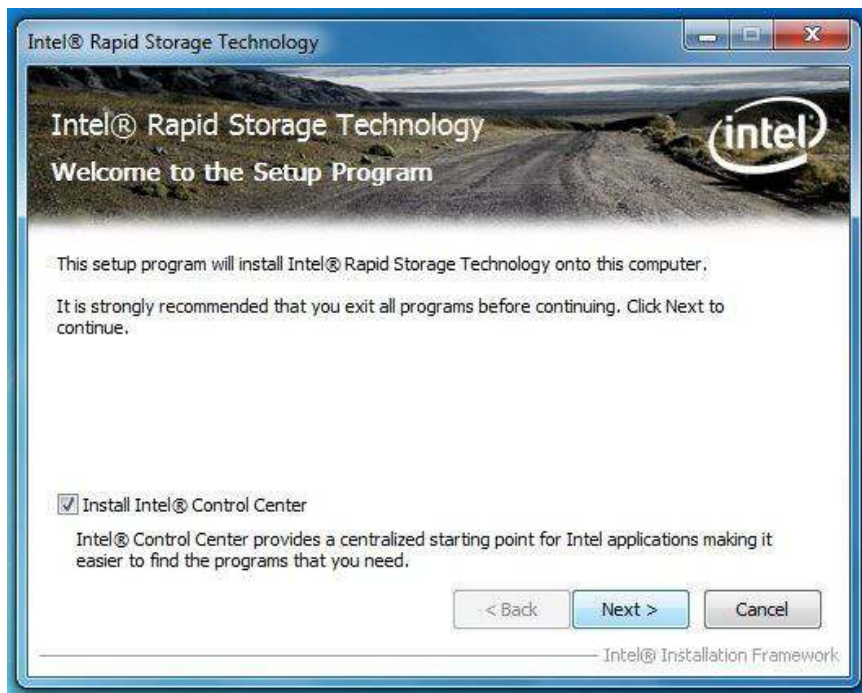 Intel® Rapid Storage Technology
Intel® Rapid Storage Technology
intel
Welcome to the Setup Program
This setup program will install Intel® Rapid Storage Technology onto this computer.
It is strongly recommended that you exit all programs before continuing. Click Next to
continue.
Install Intel® Control Center
Intel® Control Center provides a centralized starting point for Intel applications making it
easier to find the programs that you need.
< Back Next > Cancel
Intel® Installation Framework